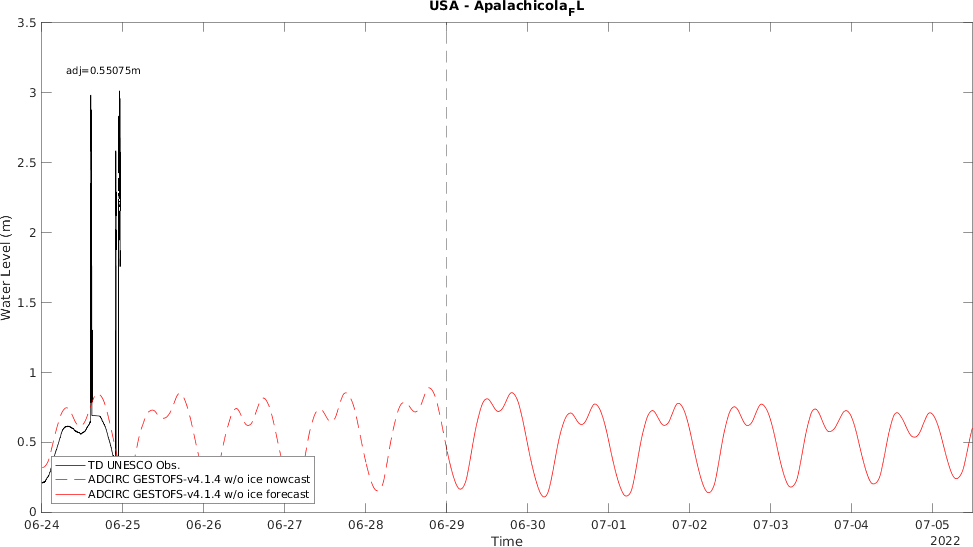 USA - Apalachicola_FL
3.5
adj=0.55075m
3
2.5
2
Water Level (m)
1.5
1
0.5
TD UNESCO Obs.
ADCIRC GESTOFS-v4.1.4 w/o ice nowcast
ADCIRC GESTOFS-v4.1.4 w/o ice forecast
0
06-24 06-25 06-26 06-27 06-28 06-29 06-30 07-01 07-02 07-03 07-04 07-05
Time
2022